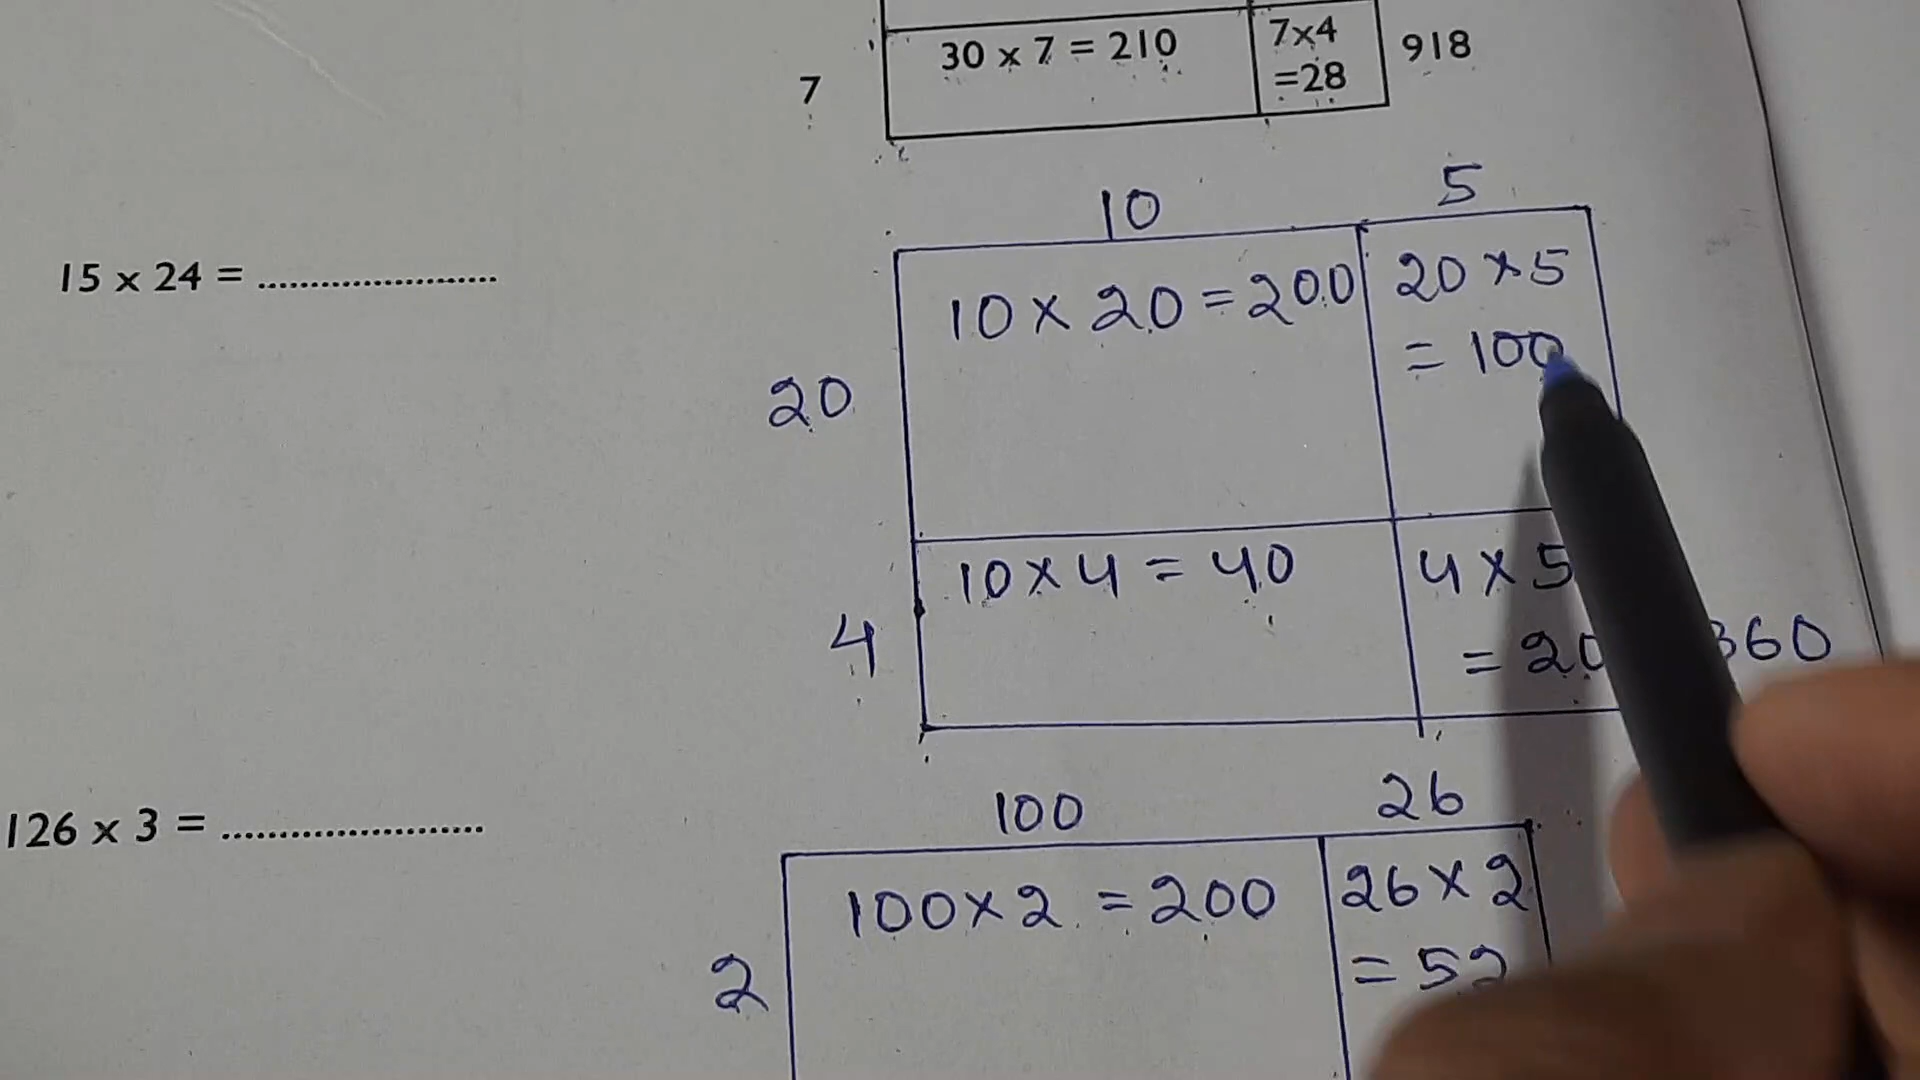 30 x 7 = 210
7x4
=28
918
7
10
5
15 x 24 = ......................
10 x 20 = 200
20 x 5
= 100
20
10 x 4 = 40
4 x 5
= 20
360
4
100
26
126 x 3 = ........................
100 x 2 = 200
26 x 2
= 52
2